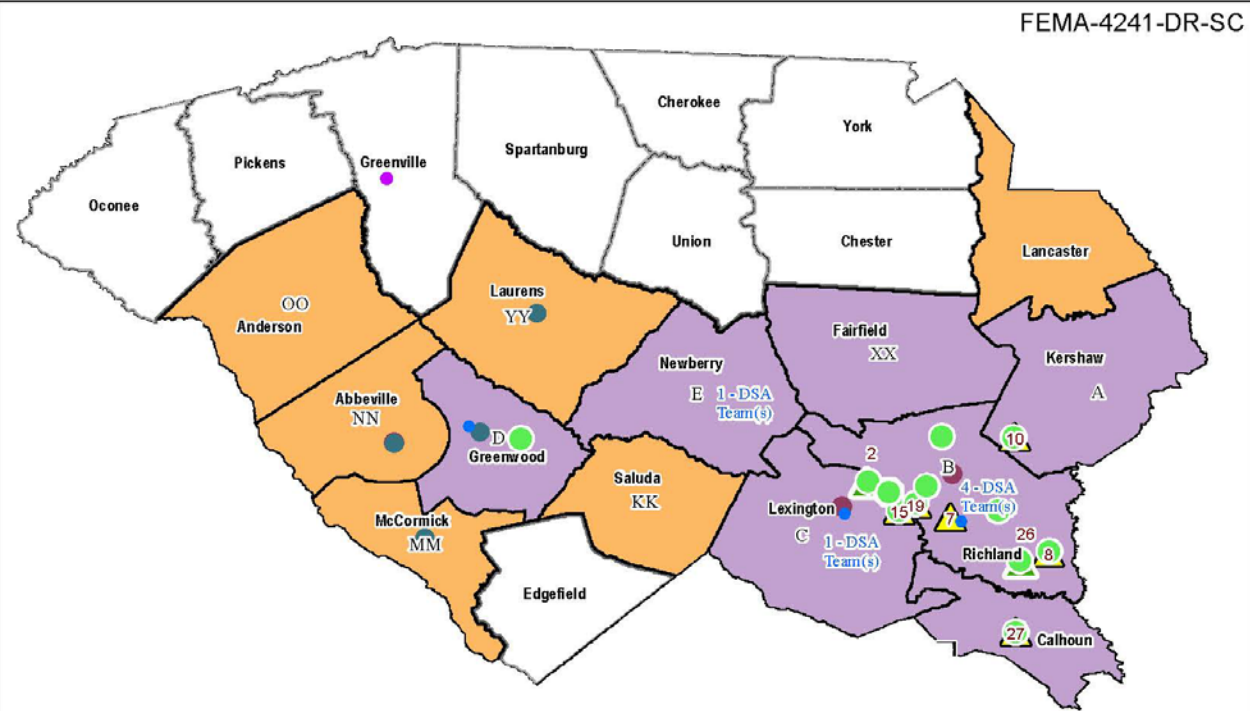 FEMA-4241-DR-SC
Cherokee
York
Spartanburg
Pickens
Greenville
Oconee
Union
Chester
Lancaster
Laurens
YY
OO
Anderson
Fairfield
XX
Kershaw
A
Newberry
E
1 - DSA
Team(s)
Abbeville
NN
D
Greenwood
10
2
B
Saluda
KK
4 - DSA
Team(s)
Lexington
15
19
7
McCormick
MM
C
1 - DSA
Team(s)
26
Richland
8
Edgefield
27
Calhoun